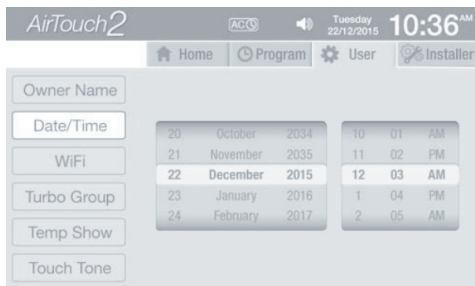 AirTouch2 AC Tuesday 22/12/2015 10:36 AM
Home Program User Installer
Owner Name
Date/Time
WiFi
Turbo Group
Temp Show
Touch Tone
20 October 2034 10 01 AM
21 November 2035 11 02 PM
22 December 2015 12 03 AM
23 January 2016 1 04 PM
24 February 2017 2 05 AM